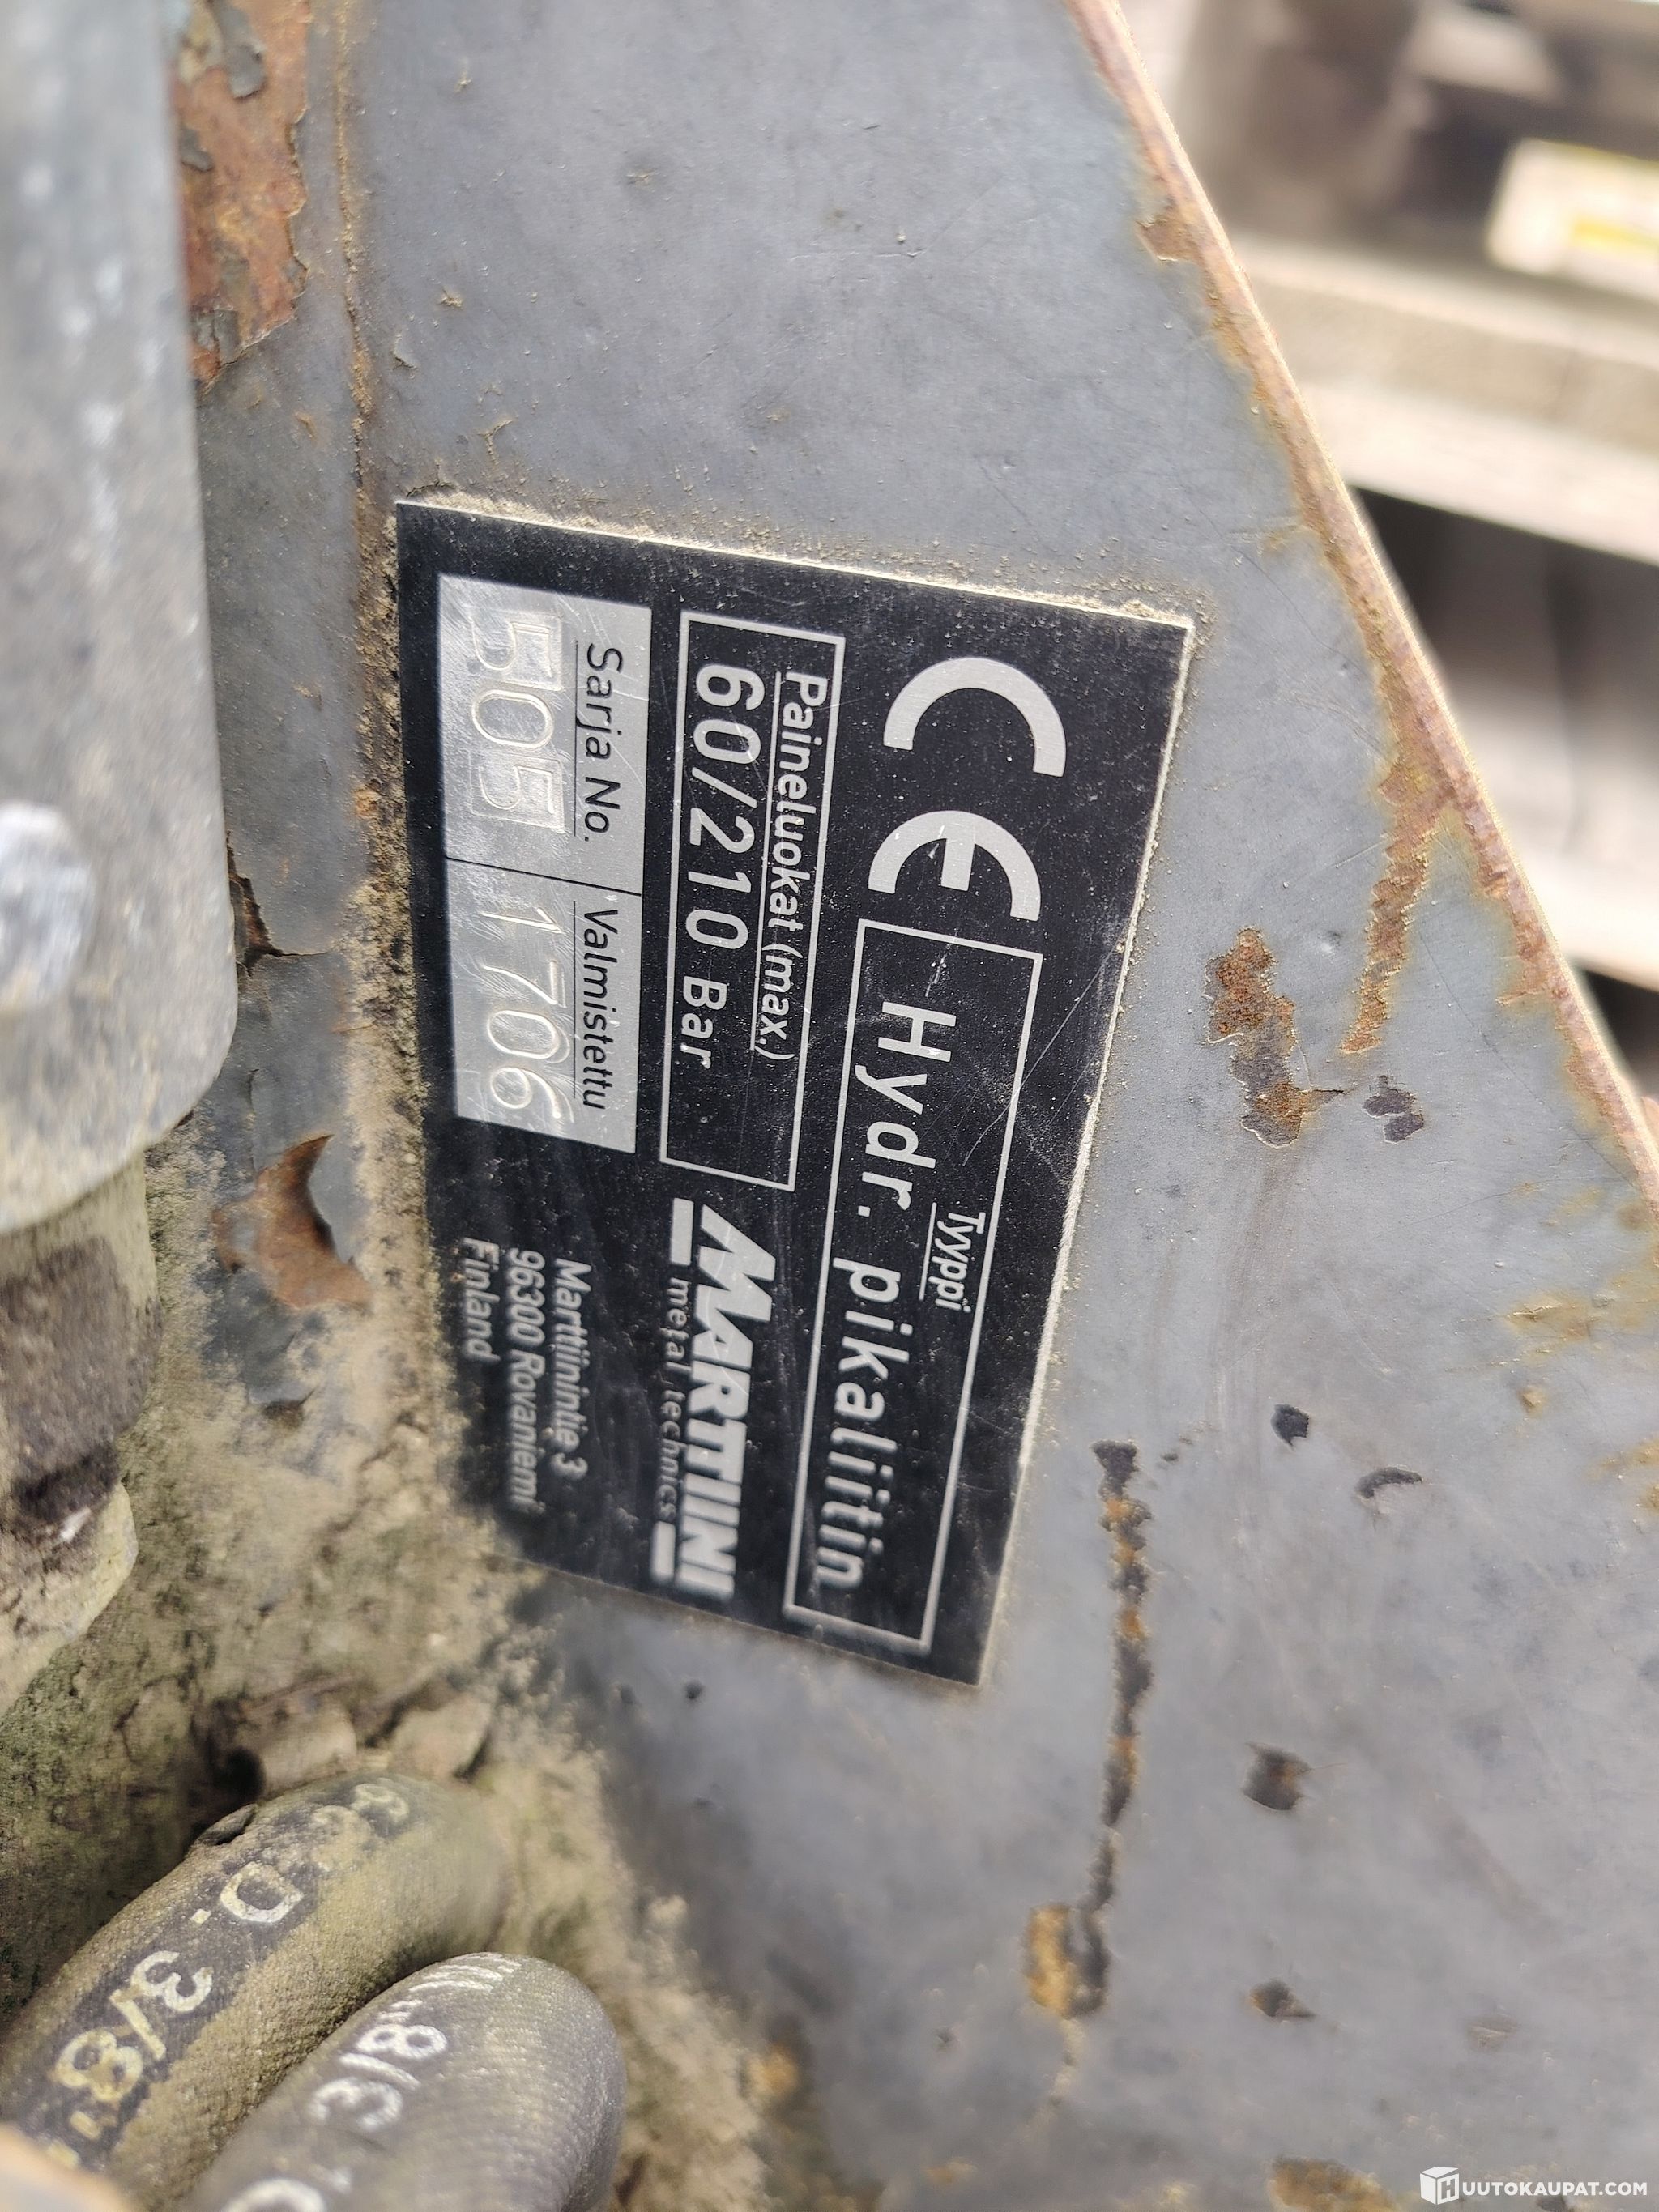 CE
Tyyppi
Hydr. pikaliitin
Paineluokat (max.)
60/210 Bar
MARTTIINI
metal technics
Sarja No.
505
Valmistettu
1706
Marttiinintie 3
96300 Rovaniemi
Finland
D. 3/8"
3/8
HUUTOKAUPAT.COM